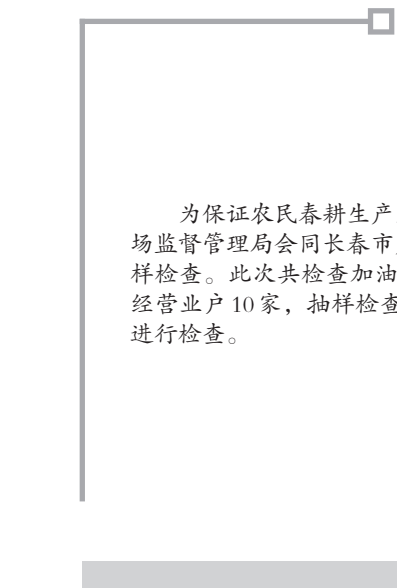 为保证农民春耕生产
场监督管理局会同长春市
样检查。此次共检查加油
经营业户10家，抽样检查
进行检查。